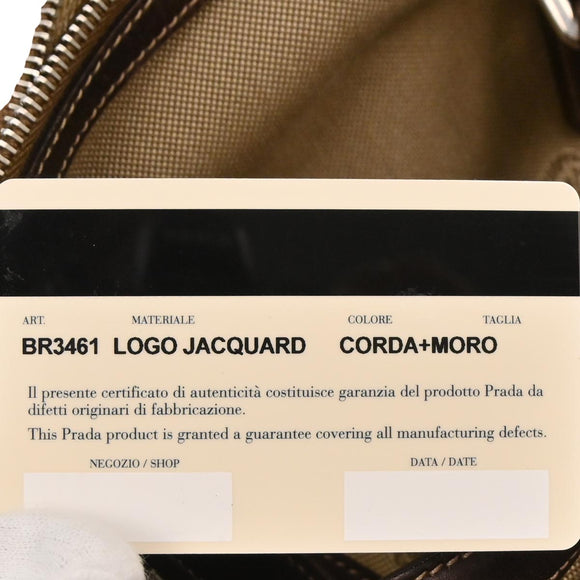 ART. MATERIALE COLORE TAGLIA
BR3461 LOGO JACQUARD CORDA+MORO
Il presente certificato di autenticità costituisce garanzia del prodotto Prada da
difetti originari di fabbricazione.
This Prada product is granted a guarantee covering all manufacturing defects.
NEGOZIO / SHOP DATA / DATE